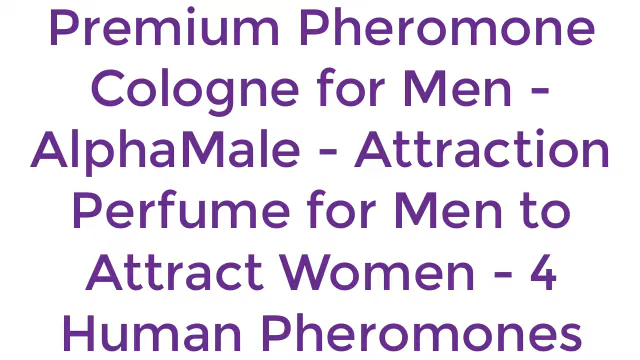 Premium Pheromone
Cologne for Men -
AlphaMale - Attraction
Perfume for Men to
Attract Women - 4
Human Pheromones